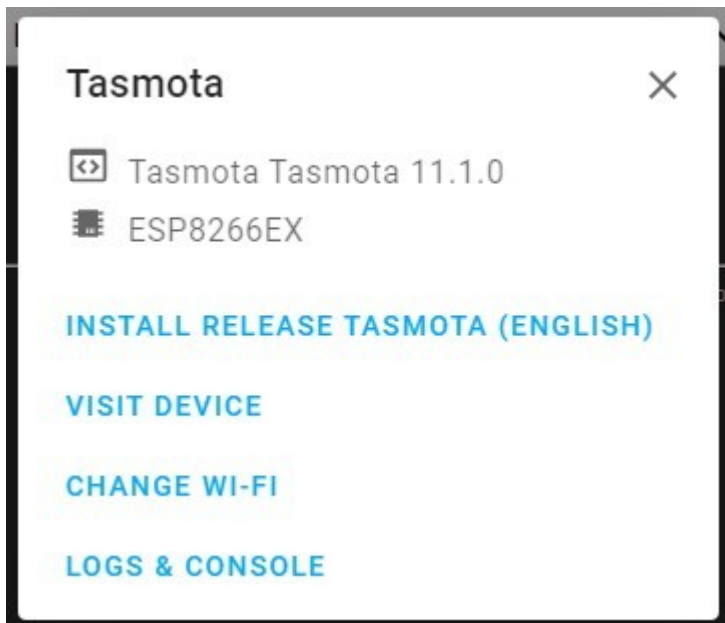 Tasmota
Tasmota Tasmota 11.1.0
ESP8266EX
INSTALL RELEASE TASMOTA (ENGLISH)
VISIT DEVICE
CHANGE WI-FI
LOGS & CONSOLE